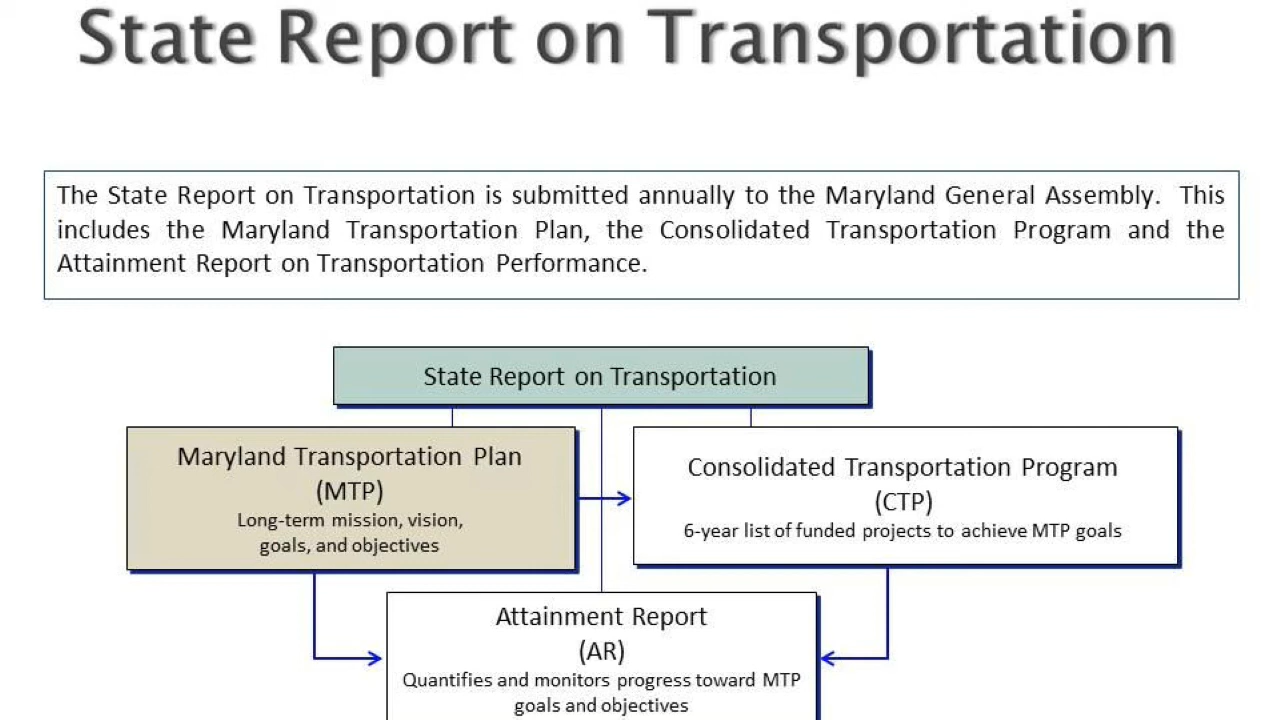 State Report on Transportation
The State Report on Transportation is submitted annually to the Maryland General Assembly. This
includes the Maryland Transportation Plan, the Consolidated Transportation Program and the
Attainment Report on Transportation Performance.
State Report on Transportation
Maryland Transportation Plan
(MTP)
Long-term mission, vision,
goals, and objectives
Consolidated Transportation Program
(CTP)
6-year list of funded projects to achieve MTP goals
Attainment Report
(AR)
Quantifies and monitors progress toward MTP
goals and objectives